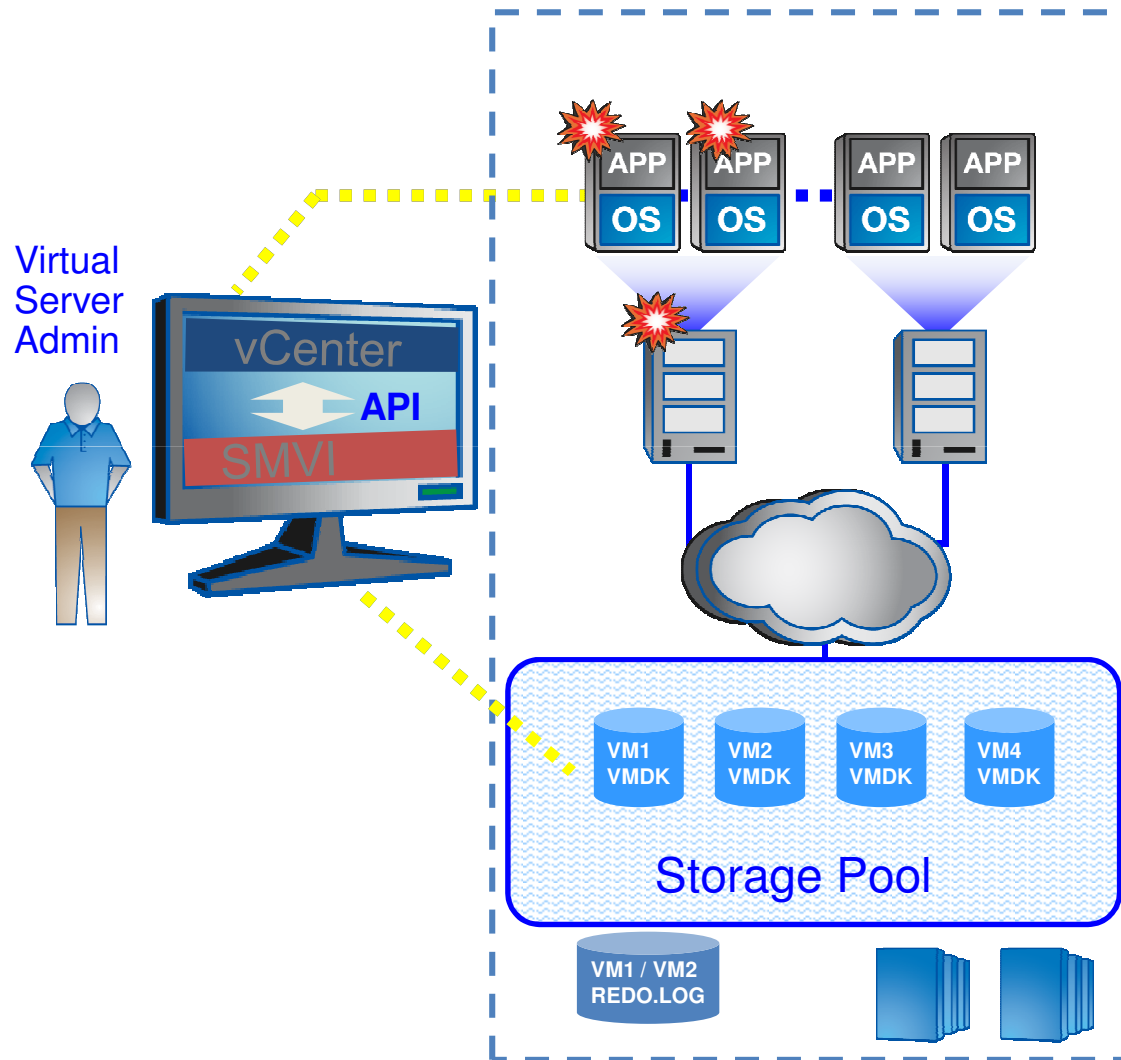 APP
APP
APP
APP
OS
OS
OS
OS
Virtual
Server
Admin
vCenter
API
SMVI
VM1
VMDK
VM2
VMDK
VM3
VMDK
VM4
VMDK
Storage Pool
VM1 / VM2
REDO.LOG